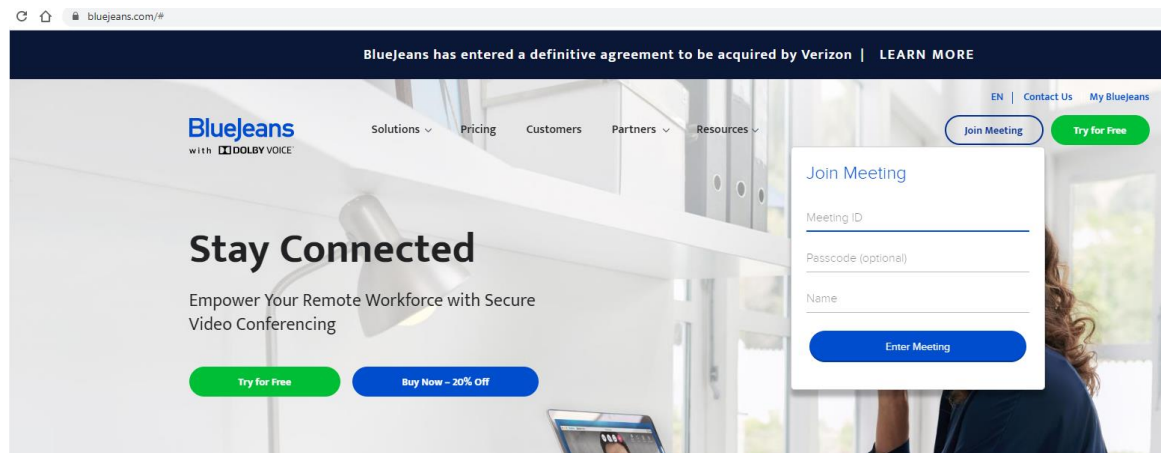 bluejeans.com/#
BlueJeans has entered a definitive agreement to be acquired by Verizon | LEARN MORE
EN | Contact Us My BlueJeans
BlueJeans
with DOLBY VOICE
Solutions Pricing Customers Partners Resources
Join Meeting Try for Free
Join Meeting
Meeting ID
Passcode (optional)
Name
Enter Meeting
Stay Connected
Empower Your Remote Workforce with Secure
Video Conferencing
Try for Free Buy Now – 20% Off